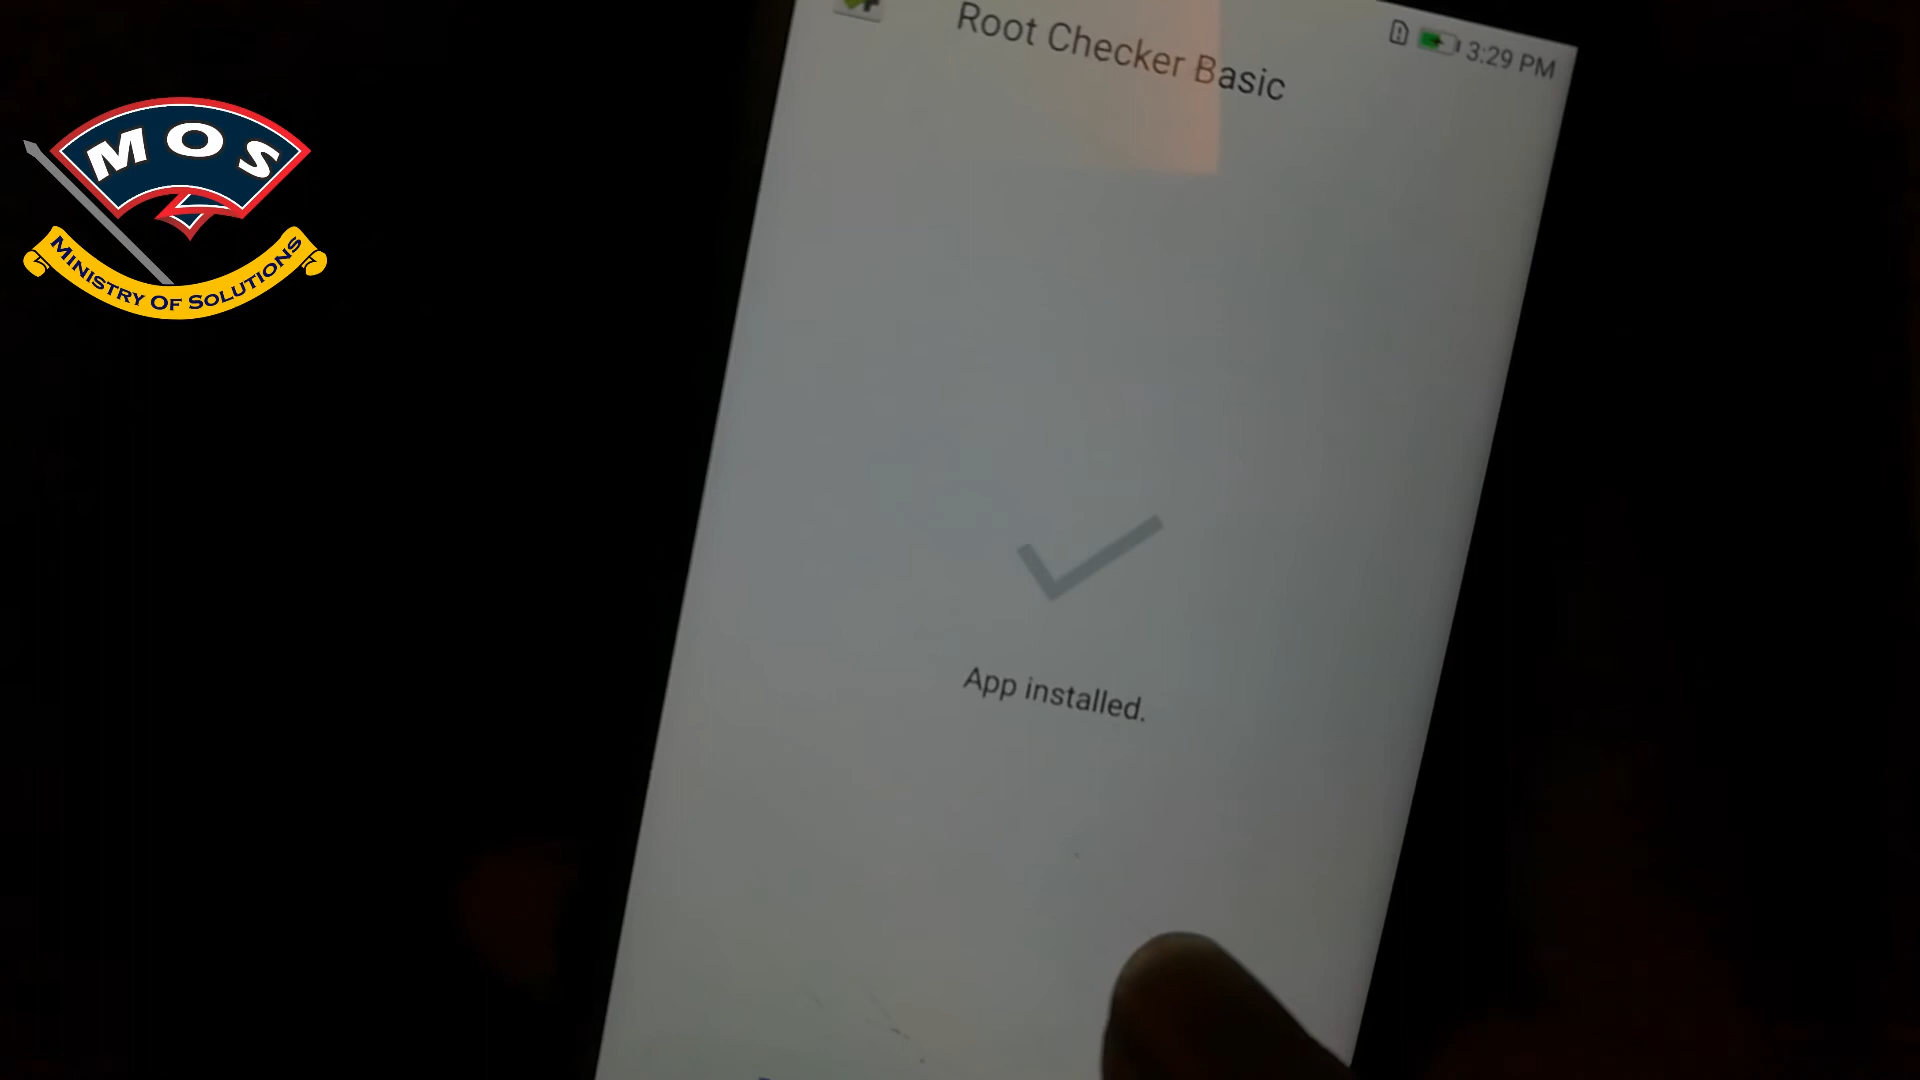 MOS
MINISTRY OF SOLUTIONS
Root Checker Basic
3:29 PM
App installed.